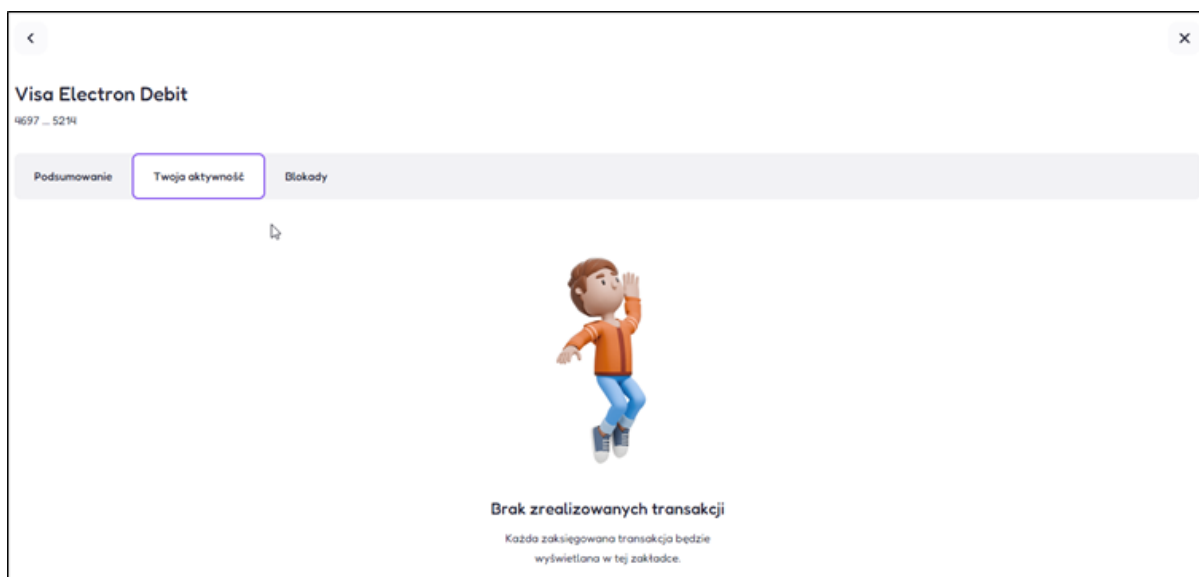 Visa Electron Debit
4697 ... 5214
Podsumowanie
Twoja aktywność
Blokady
Brak zrealizowanych transakcji
Każda zaksięgowana transakcja będzie
wyświetlana w tej zakładce.